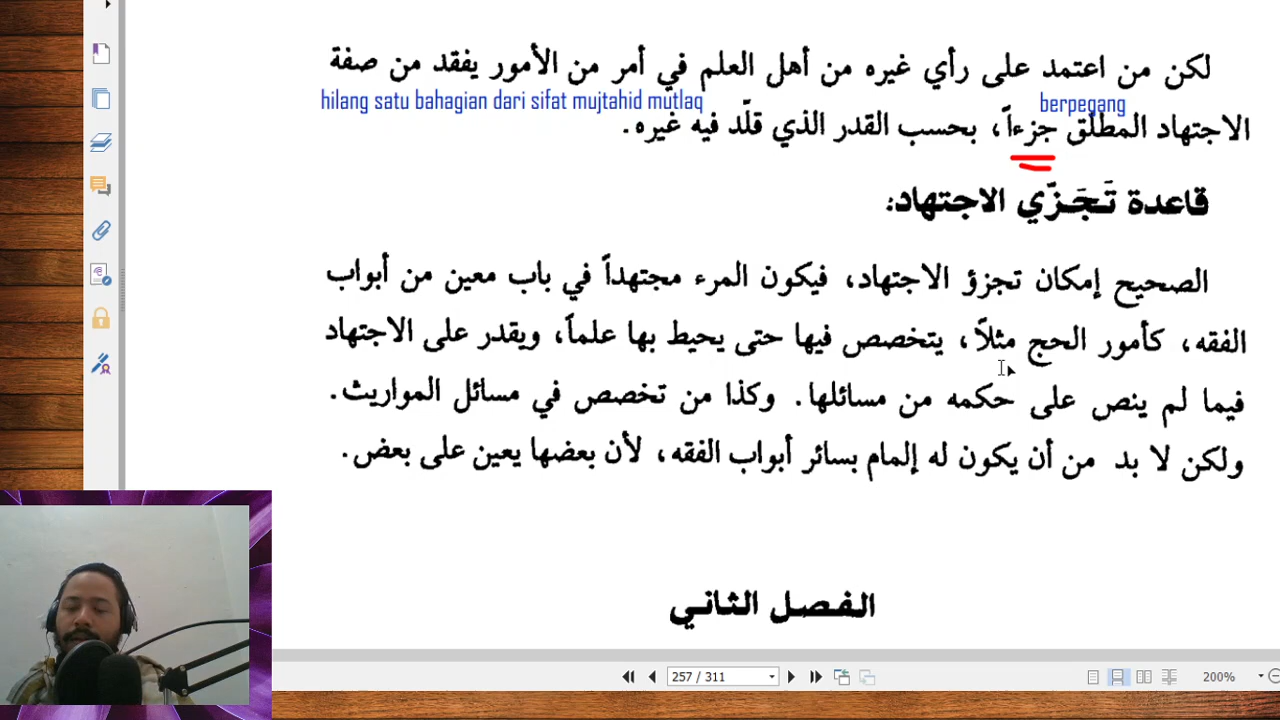 لكن من اعتمد على رأي غيره من أهل العلم في أمر من الأمور يفقد من صفة
hilang satu bahagian dari sifat mujtahid mutlaq
berpegang
الاجتهاد المطلق جزءاً، بحسب القدر الذي قلّد فيه غيره.
قاعدة تَجَزّي الاجتهاد:
الصحيح إمكان تجزؤ الاجتهاد، فيكون المرء مجتهداً في باب معين من أبواب
الفقه، كأمور الحج مثلاً، يتخصص فيها حتى يحيط بها علماً، ويقدر على الاجتهاد
فيما لم ينص على حكمه من مسائلها. وكذا من تخصص في مسائل المواريث.
ولكن لا بد من أن يكون له إلمام بسائر أبواب الفقه، لأن بعضها يعين على بعض.
الفصل الثاني
257 / 311
200%